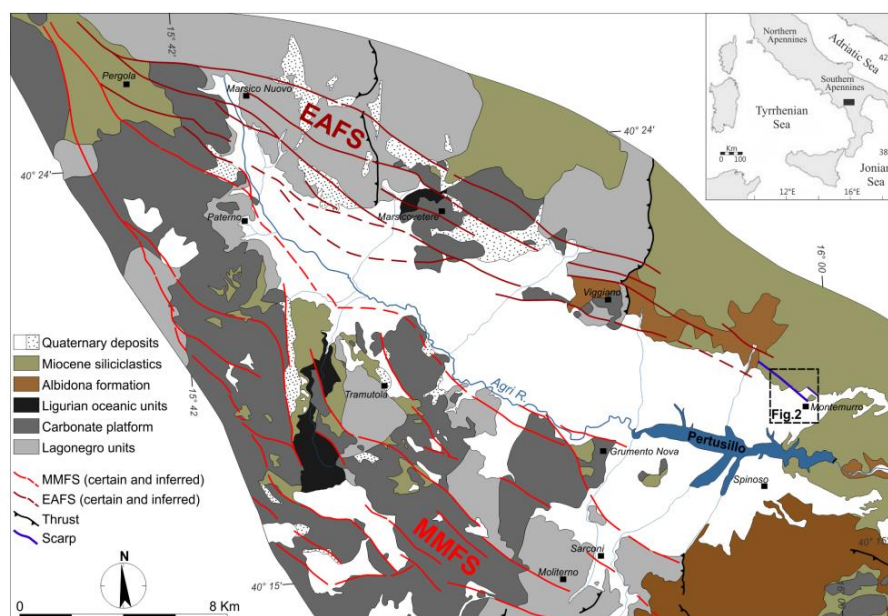 15° 42'
Pergola
Marsico Nuovo
EAFS
40° 24'
40° 24'
Paterno
Marsicovetere
Viggiano
16° 00'
Quaternary deposits
Miocene siliciclastics
Albidona formation
Ligurian oceanic units
Carbonate platform
Lagonegro units
MMFS (certain and inferred)
EAFS (certain and inferred)
Thrust
Scarp
15° 42
Tramutola
Agri R.
Fig.2
Montemurro
Pertusillo
Grumento Nova
Spinoso
MMFS
Sarconi
Moliterno
40° 15'
N
0 8 Km
Northern
Apennines
Adriatic Sea
Southern
Apennines
Tyrrhenian
Sea
Km
0 100
Jonian
Sea
12°E
16°E